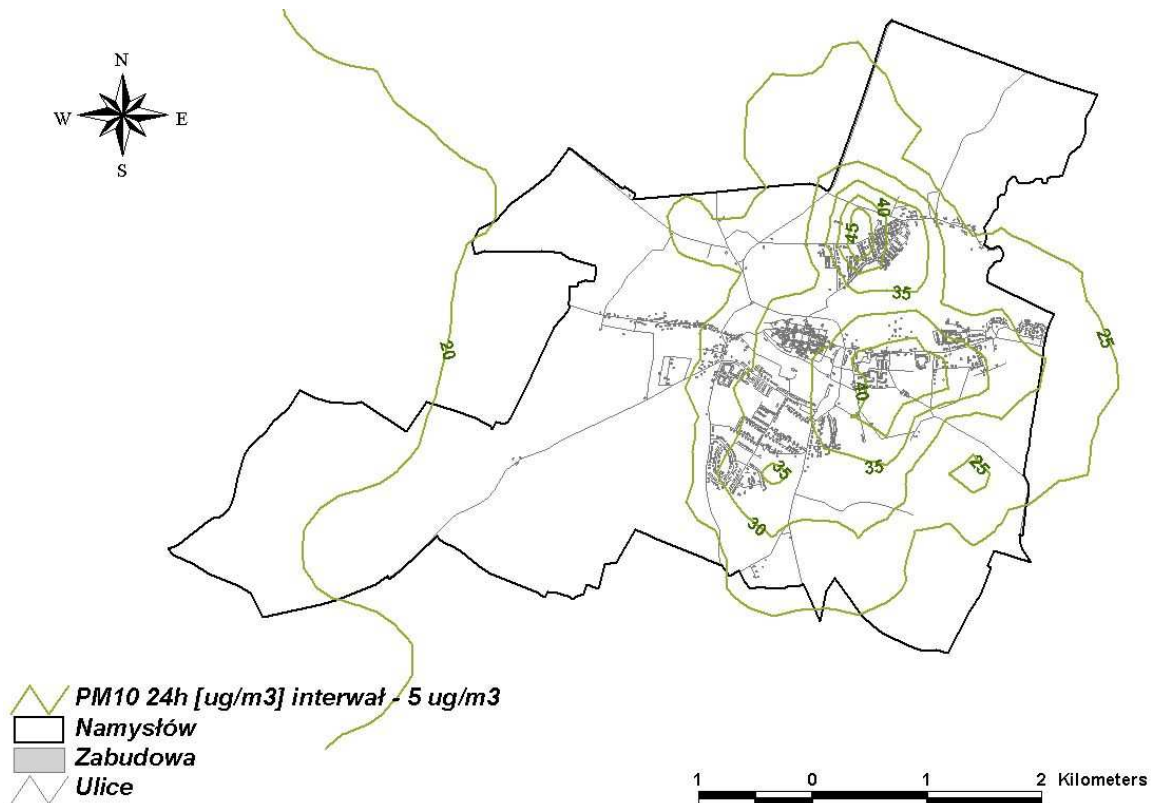 N
W E
S
40
45
35
25
20
40
35
35
25
30
PM10 24h [ug/m3] interwał - 5 ug/m3
Namysłów
Zabudowa
Ulice
1 0 1 2 Kilometers